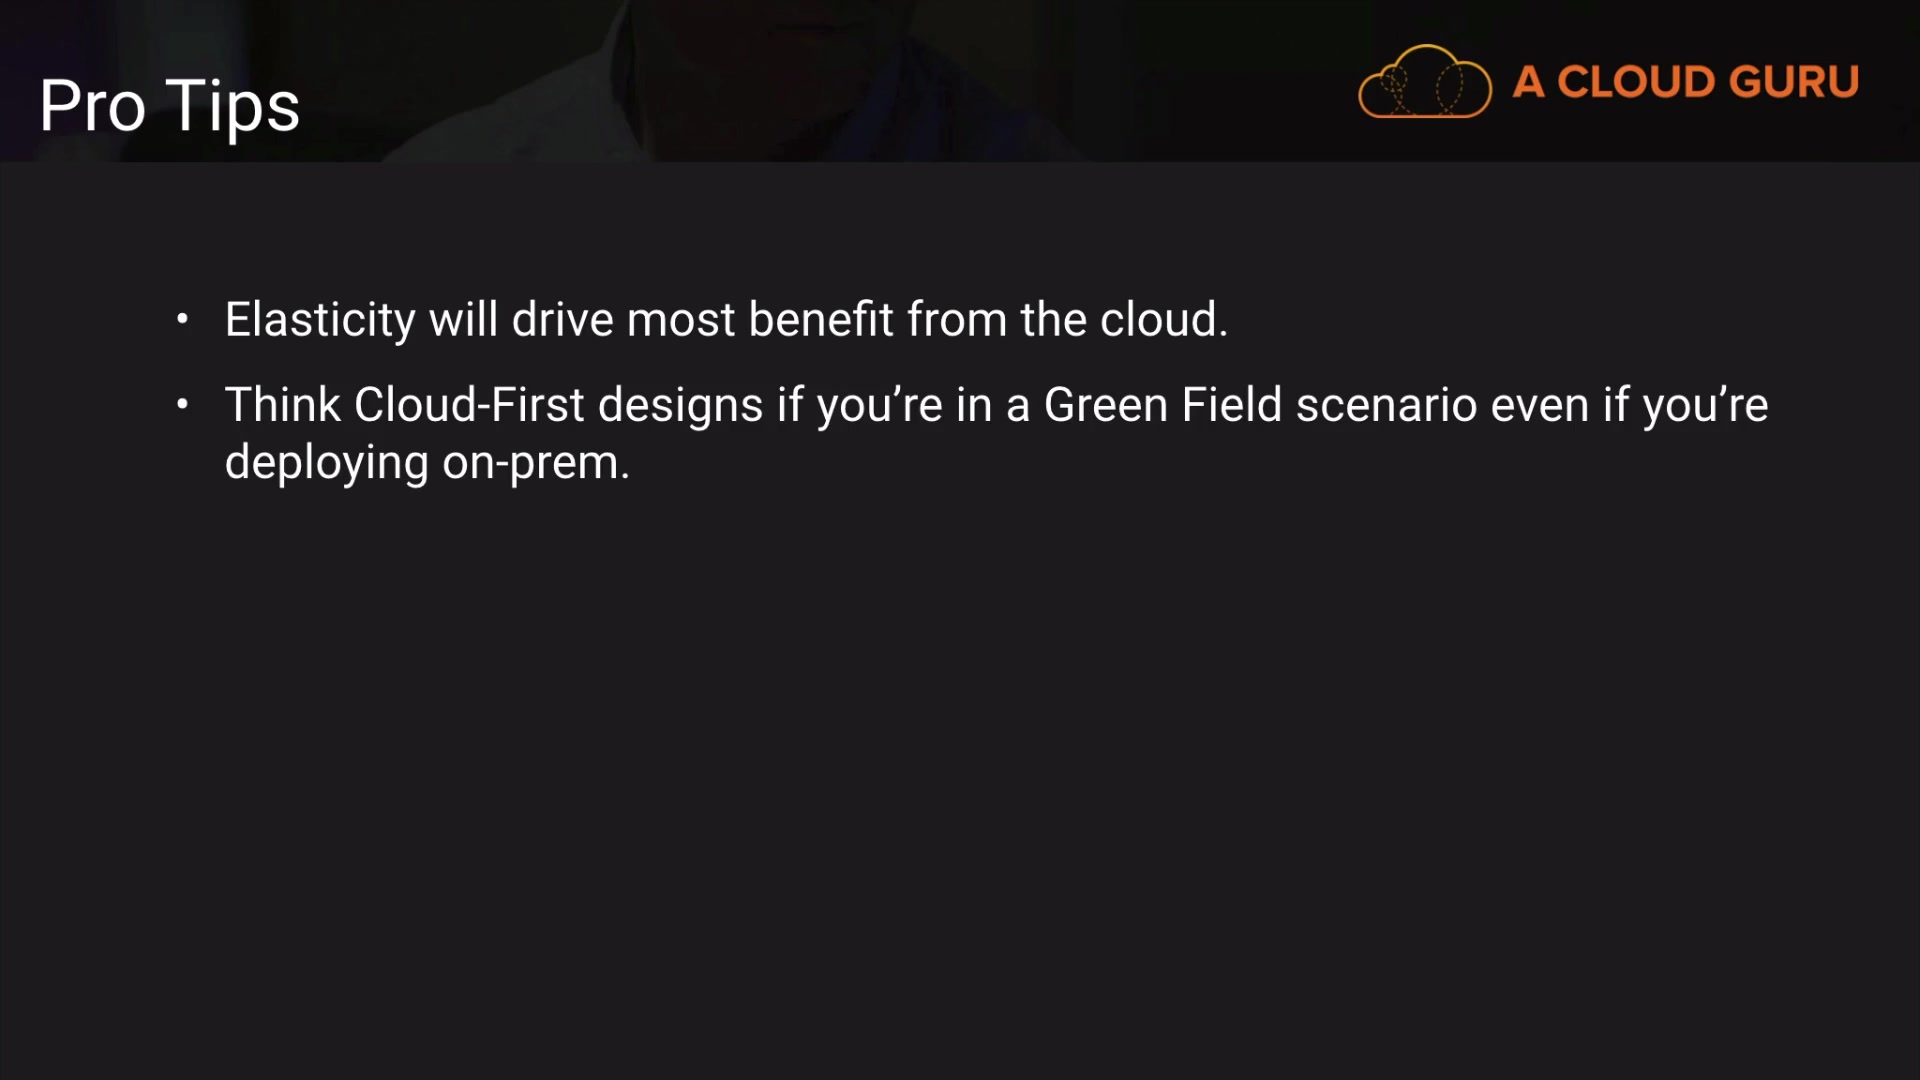 Pro Tips
A CLOUD GURU
• Elasticity will drive most benefit from the cloud.
• Think Cloud-First designs if you’re in a Green Field scenario even if you’re
deploying on-prem.